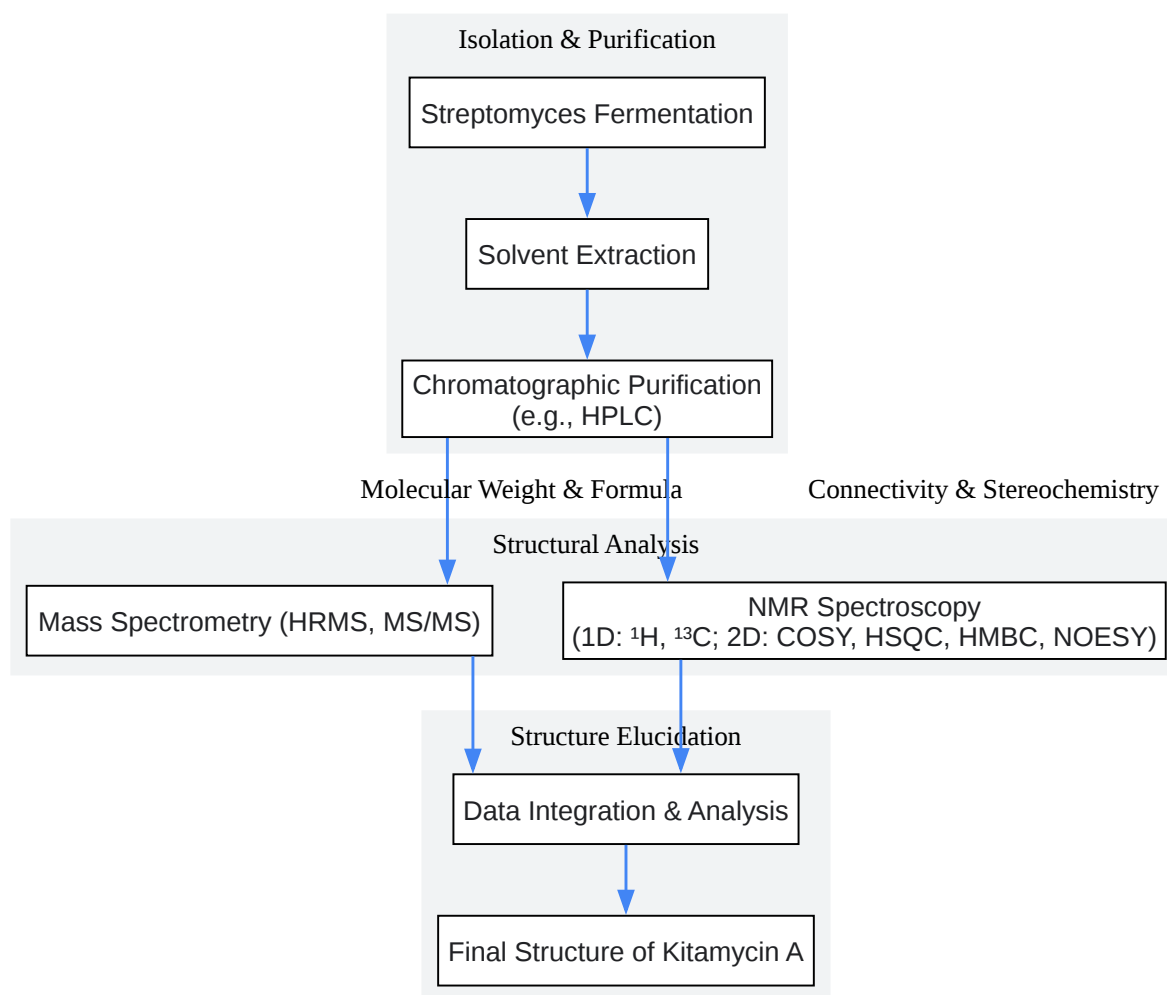 Isolation & Purification
Streptomyces Fermentation
Solvent Extraction
Chromatographic Purification
(e.g., HPLC)
Molecular Weight & Formula
Connectivity & Stereochemistry
Structural Analysis
Mass Spectrometry (HRMS, MS/MS)
NMR Spectroscopy
(1D: ¹H, ¹³C; 2D: COSY, HSQC, HMBC, NOESY)
Structure Elucidation
Data Integration & Analysis
Final Structure of Kitamycin A